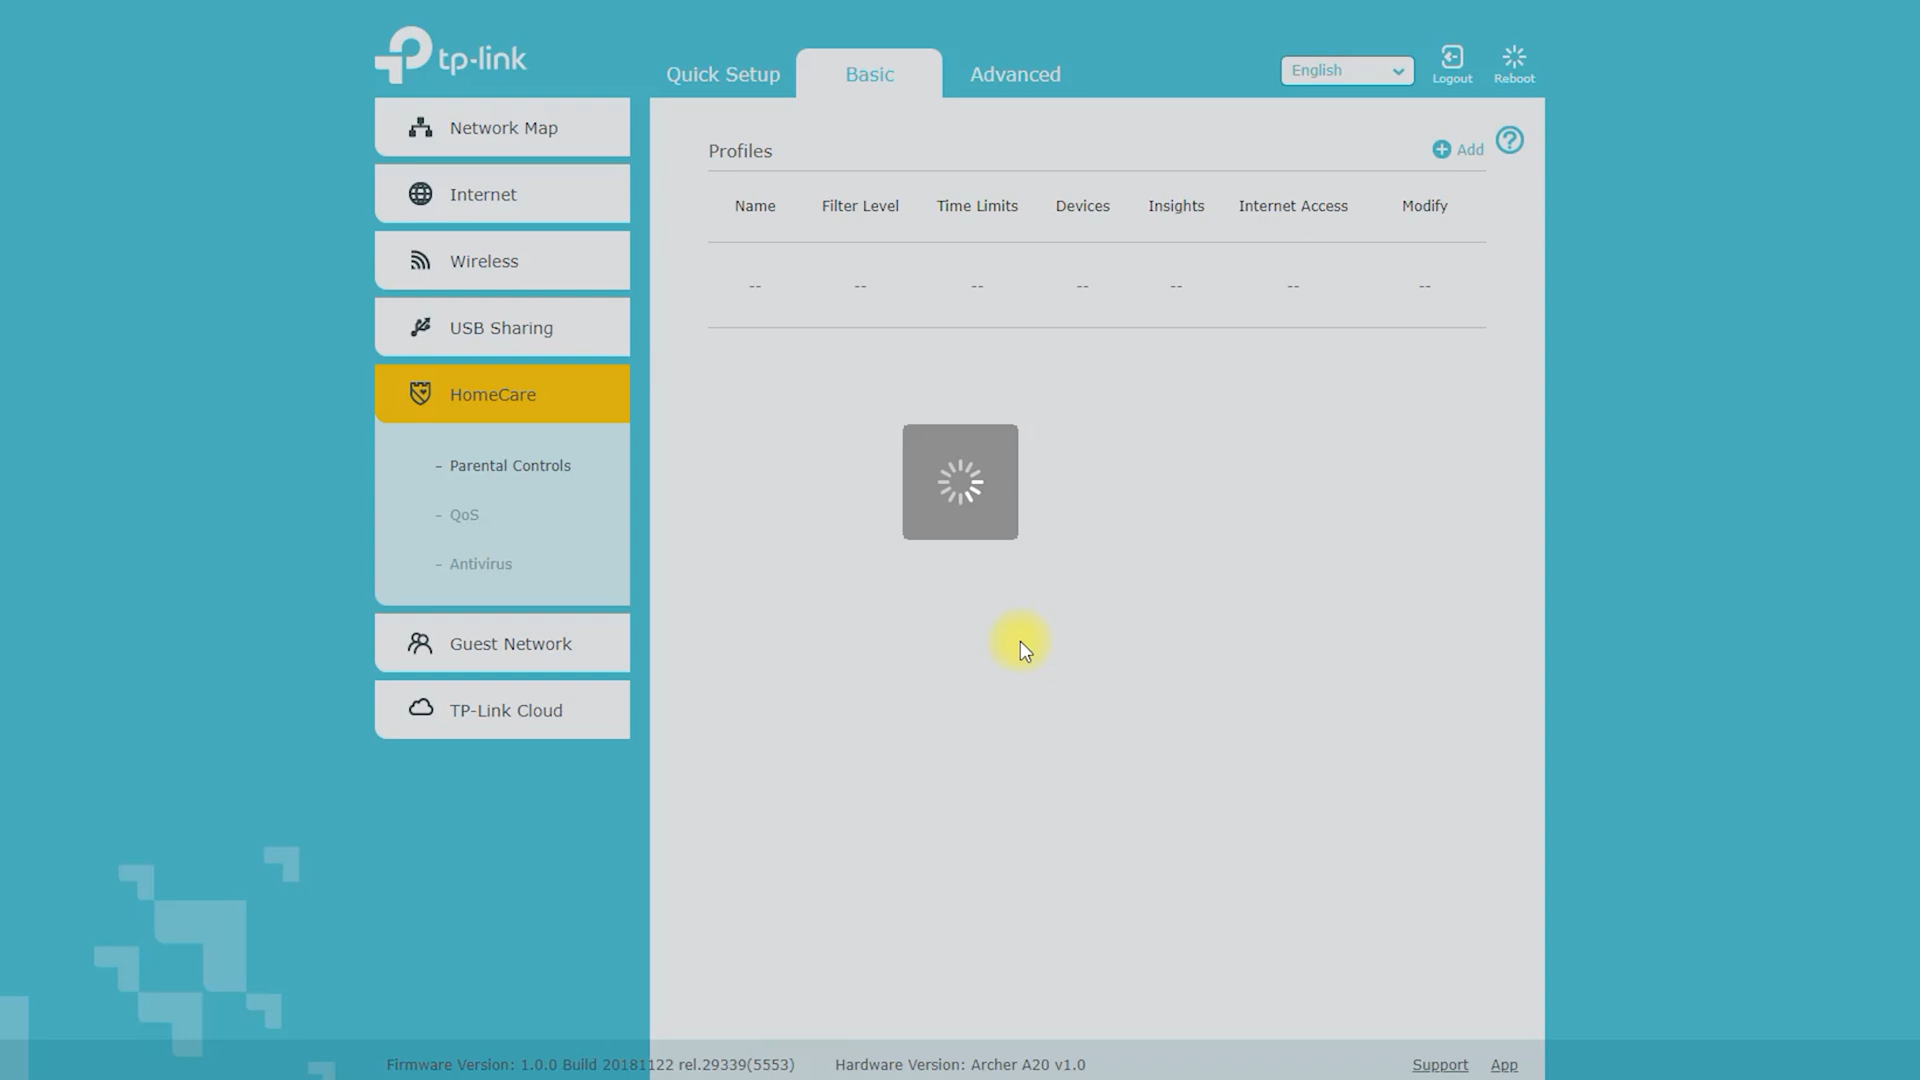 tp-link
Quick Setup
Basic
Advanced
English
Logout
Reboot
Network Map
Internet
Wireless
USB Sharing
HomeCare
- Parental Controls
- QoS
- Antivirus
Guest Network
TP-Link Cloud
Profiles
Add
Name Filter Level Time Limits Devices Insights Internet Access Modify
-- -- -- -- -- -- --
Firmware Version: 1.0.0 Build 20181122 rel.29339(5553) Hardware Version: Archer A20 v1.0 Support App